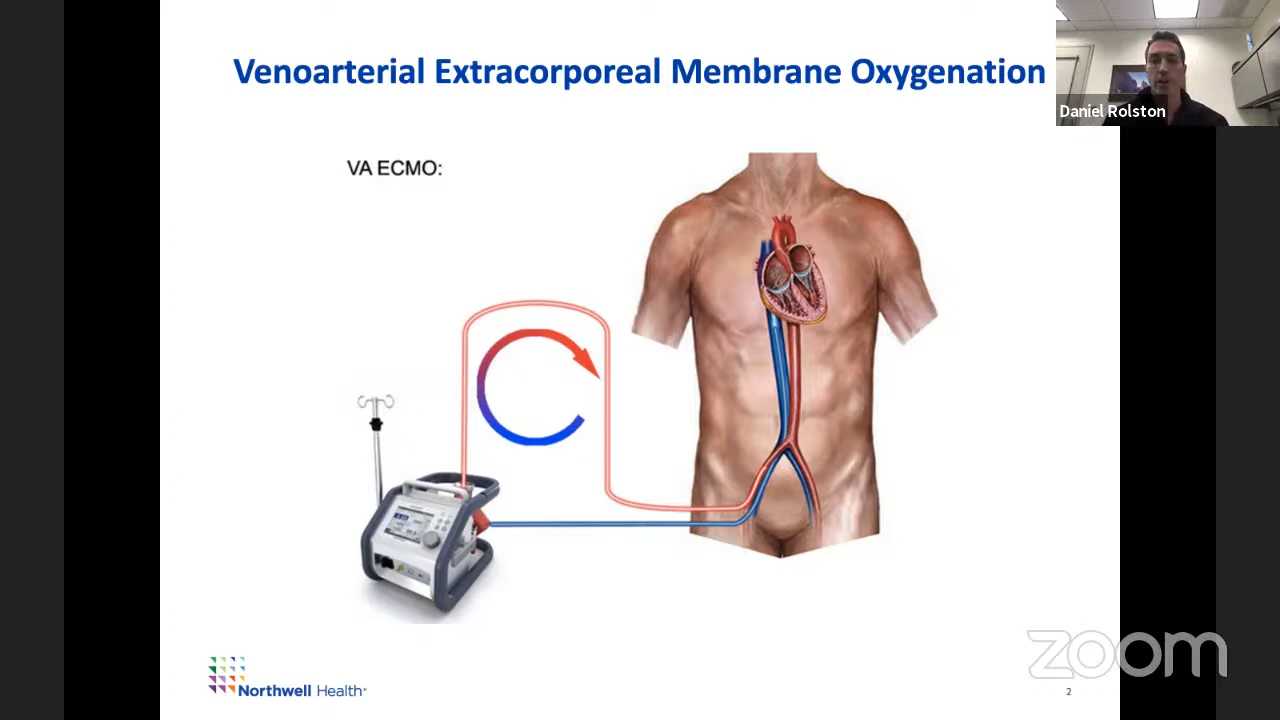 Venoarterial Extracorporeal Membrane Oxygenation
Daniel Rolston
VA ECMO:
Northwell Health
zoom
2